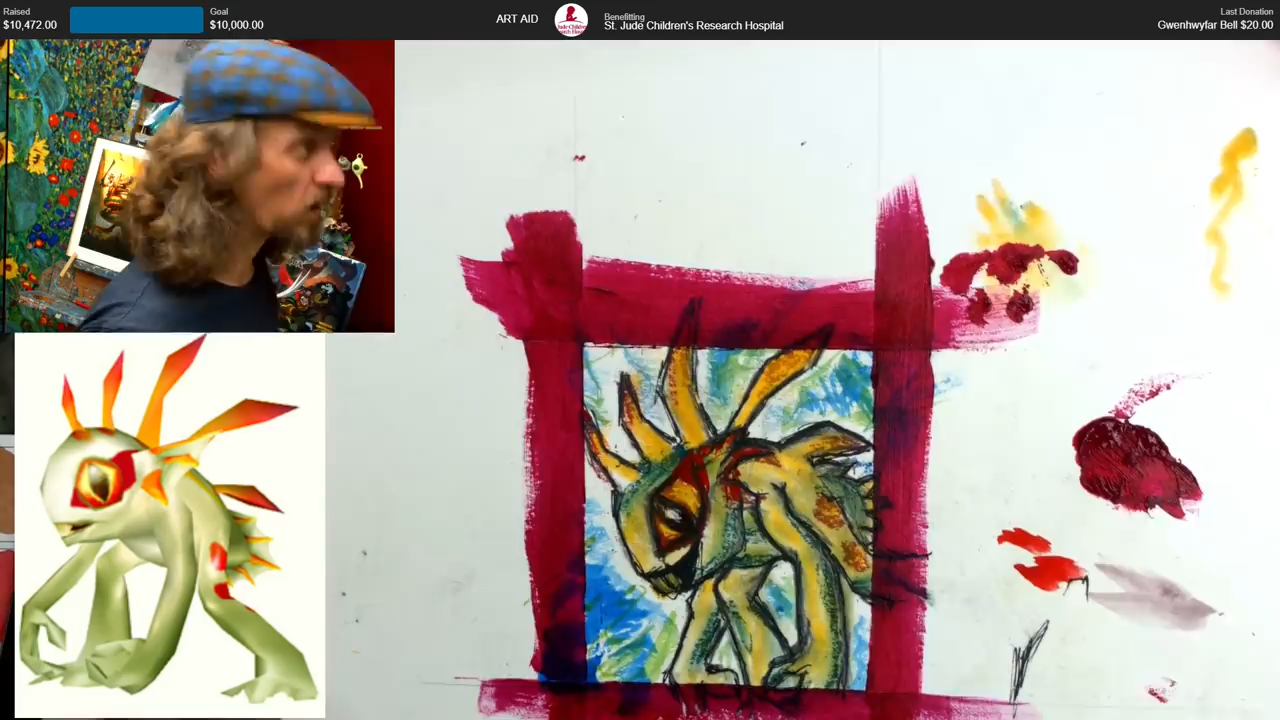 Raised
$10,472.00
Goal
$10,000.00
ART AID
Benefitting
St. Jude Children's Research Hospital
Last Donation
Gwenhwyfar Bell $20.00